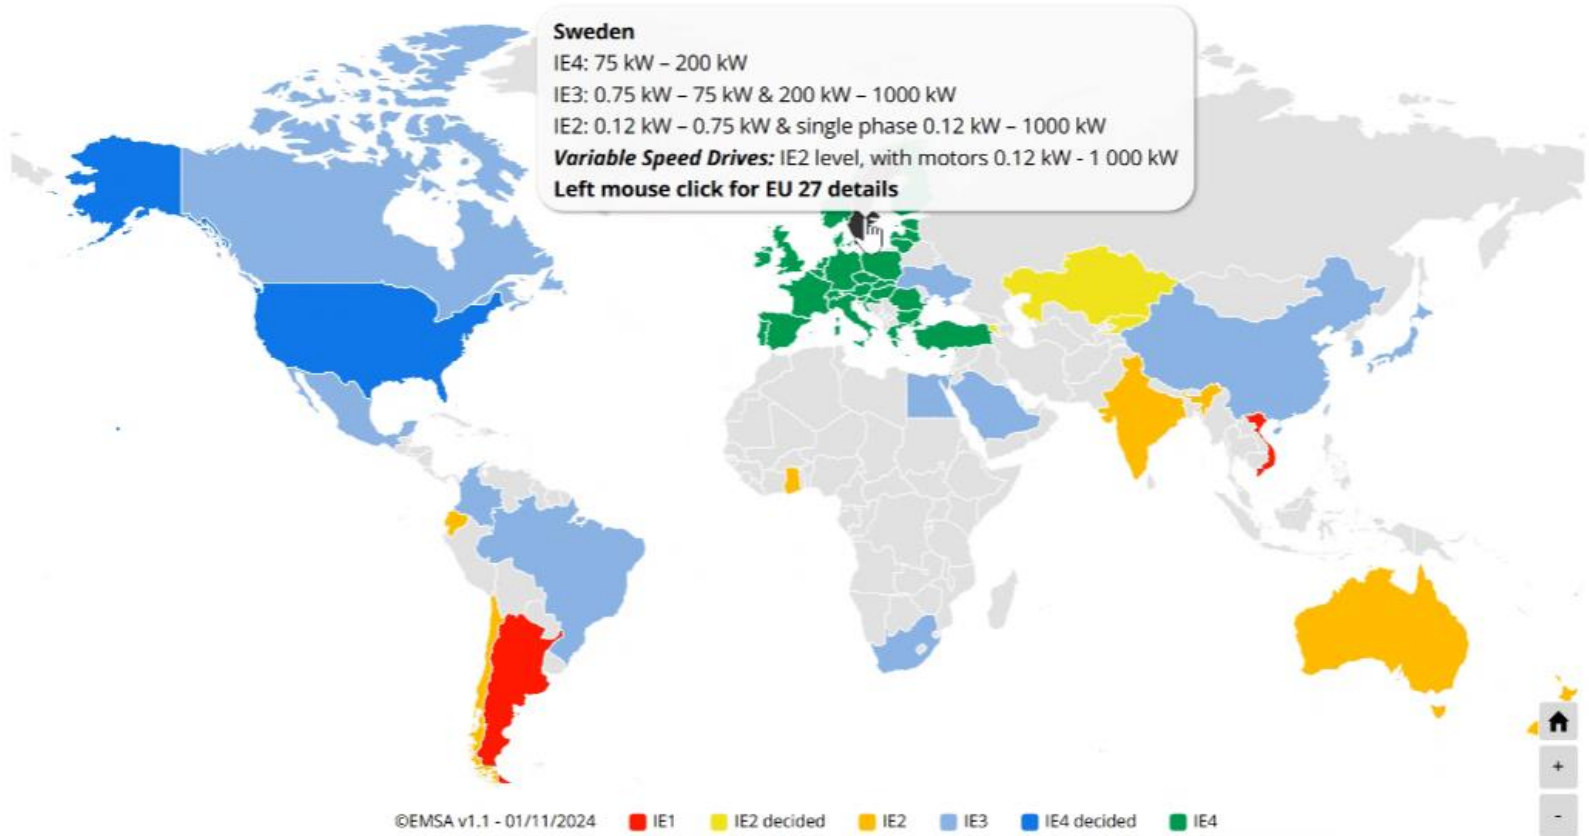 Sweden
IE4: 75 kW – 200 kW
IE3: 0.75 kW – 75 kW & 200 kW – 1000 kW
IE2: 0.12 kW – 0.75 kW & single phase 0.12 kW – 1000 kW
Variable Speed Drives: IE2 level, with motors 0.12 kW - 1 000 kW
Left mouse click for EU 27 details
+
-
©EMSA v1.1 - 01/11/2024 IE1 IE2 decided IE2 IE3 IE4 decided IE4